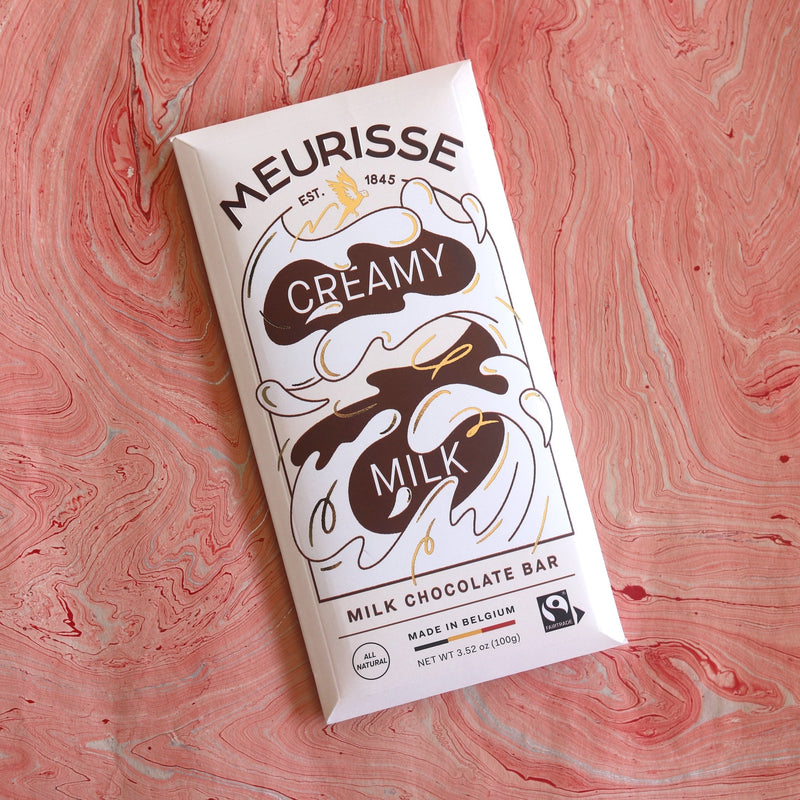 MEURISSE
EST. 1845
CREAMY
MILK
MILK CHOCOLATE BAR
ALL NATURAL
MADE IN BELGIUM
NET WT 3.52 oz (100g)
FAIRTRADE